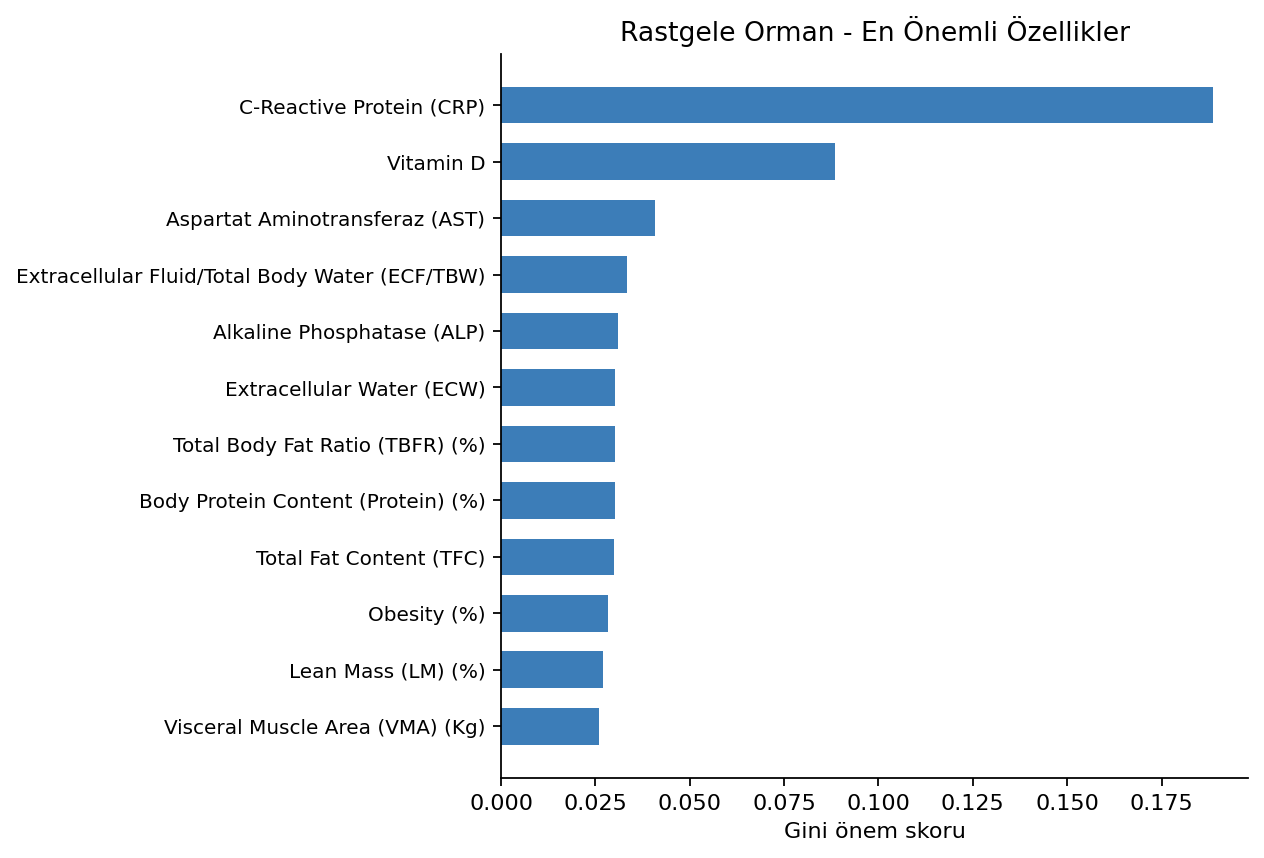 Rastgele Orman - En Önemli Özellikler
C-Reactive Protein (CRP)
Vitamin D
Aspartat Aminotransferaz (AST)
Extracellular Fluid/Total Body Water (ECF/TBW)
Alkaline Phosphatase (ALP)
Extracellular Water (ECW)
Total Body Fat Ratio (TBFR) (%)
Body Protein Content (Protein) (%)
Total Fat Content (TFC)
Obesity (%)
Lean Mass (LM) (%)
Visceral Muscle Area (VMA) (Kg)
0.000 0.025 0.050 0.075 0.100 0.125 0.150 0.175
Gini önem skoru